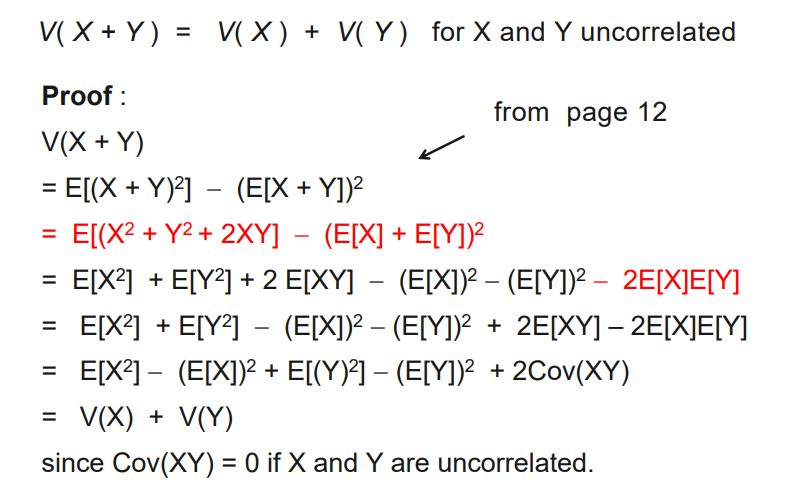 V( X + Y ) = V( X ) + V( Y ) for X and Y uncorrelated
Proof :
from page 12
V(X + Y)
= E[(X + Y)²] – (E[X + Y])²
= E[(X² + Y² + 2XY] – (E[X] + E[Y])²
= E[X²] + E[Y²] + 2 E[XY] – (E[X])² – (E[Y])² – 2E[X]E[Y]
= E[X²] + E[Y²] – (E[X])² – (E[Y])² + 2E[XY] – 2E[X]E[Y]
= E[X²] – (E[X])² + E[(Y)²] – (E[Y])² + 2Cov(XY)
= V(X) + V(Y)
since Cov(XY) = 0 if X and Y are uncorrelated.